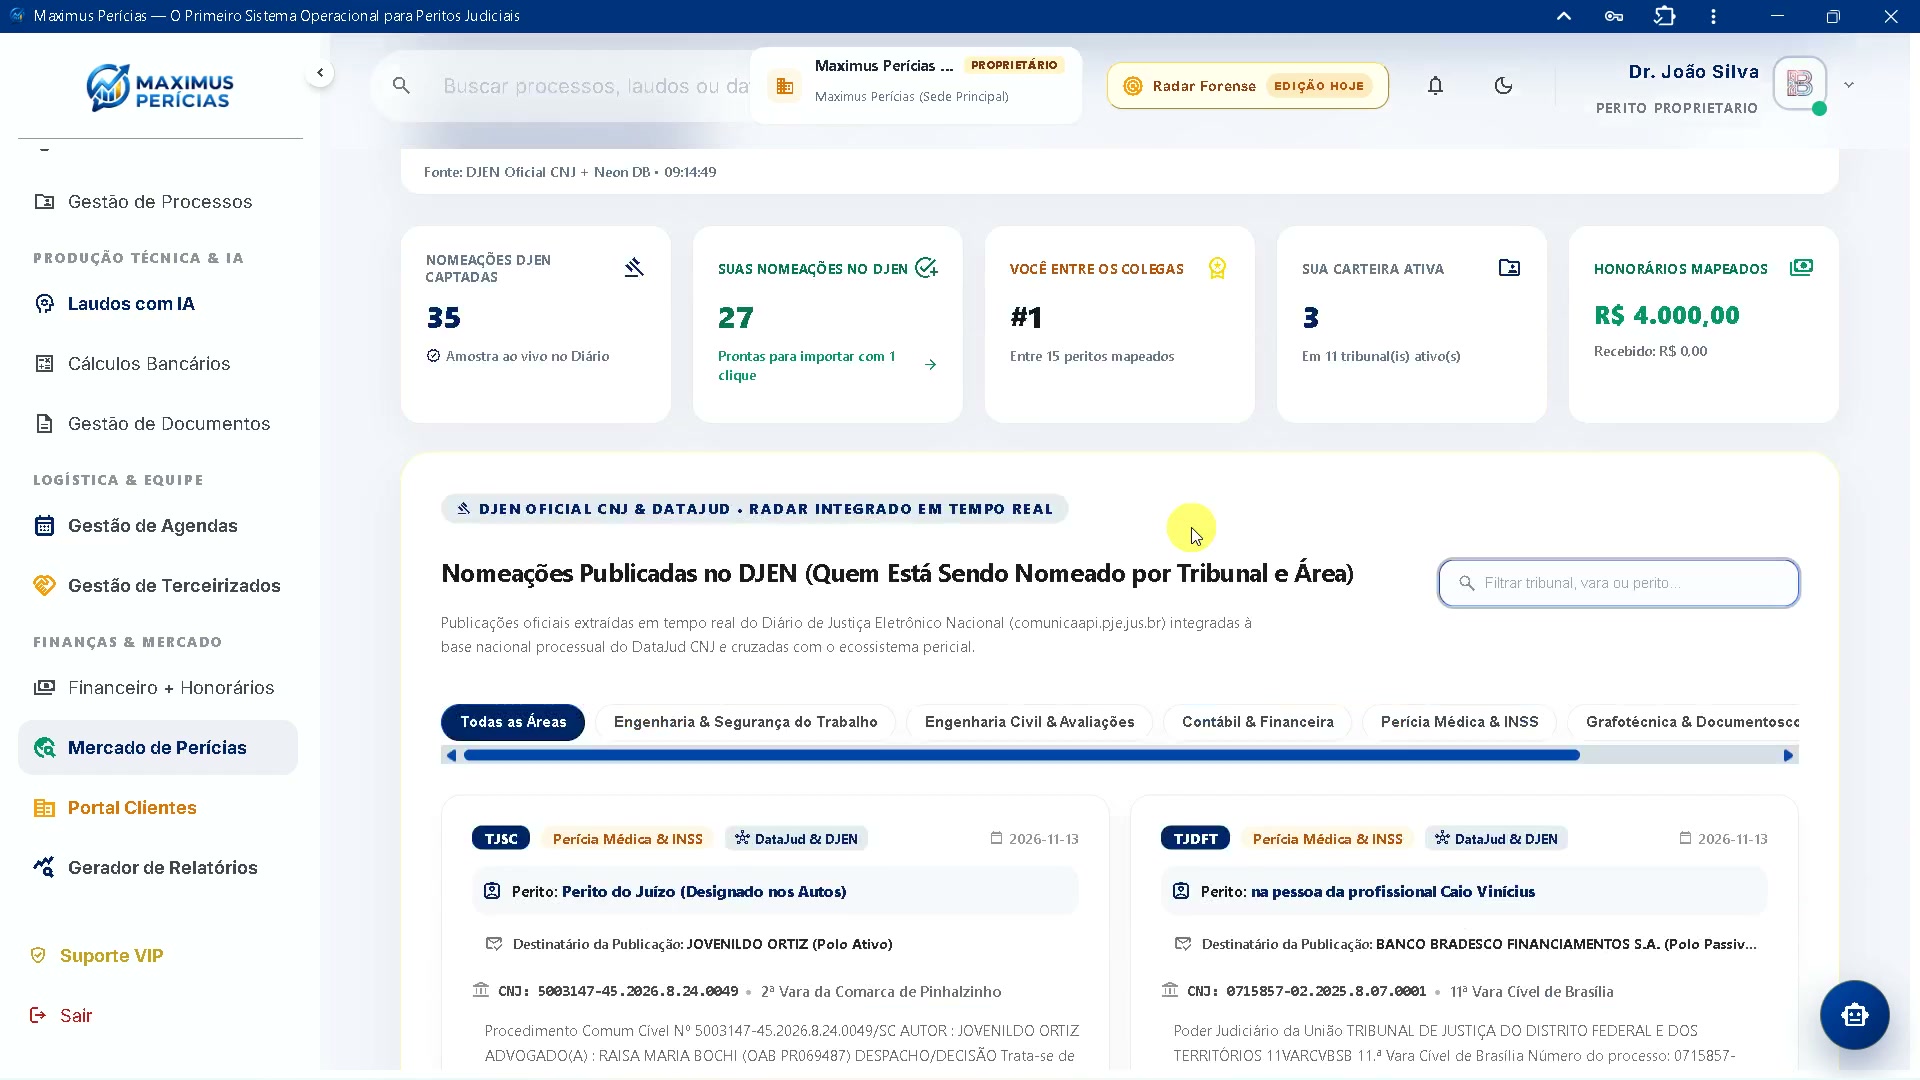 Maximus Perícias — O Primeiro Sistema Operacional para Peritos Judiciais
MAXIMUS
PERÍCIAS
Buscar processos, laudos ou da
Maximus Perícias ...
PROPRIETÁRIO
Maximus Perícias (Sede Principal)
Radar Forense
EDIÇÃO HOJE
Dr. João Silva
PERITO PROPRIETARIO
Gestão de Processos
PRODUÇÃO TÉCNICA & IA
Laudos com IA
Cálculos Bancários
Gestão de Documentos
LOGÍSTICA & EQUIPE
Gestão de Agendas
Gestão de Terceirizados
FINANÇAS & MERCADO
Financeiro + Honorários
Mercado de Perícias
Portal Clientes
Gerador de Relatórios
Suporte VIP
Sair
Fonte: DJEN Oficial CNJ + Neon DB • 09:14:49
NOMEAÇÕES DJEN
CAPTADAS
35
Amostra ao vivo no Diário
SUAS NOMEAÇÕES NO DJEN
27
Prontas para importar com 1
clique
VOCÊ ENTRE OS COLEGAS
#1
Entre 15 peritos mapeados
SUA CARTEIRA ATIVA
3
Em 11 tribunal(is) ativo(s)
HONORÁRIOS MAPEADOS
R$ 4.000,00
Recebido: R$ 0,00
DJEN OFICIAL CNJ & DATAJUD • RADAR INTEGRADO EM TEMPO REAL
Nomeações Publicadas no DJEN (Quem Está Sendo Nomeado por Tribunal e Área)
Filtrar tribunal, vara ou perito...
Publicações oficiais extraídas em tempo real do Diário de Justiça Eletrônico Nacional (comunicaapi.pje.jus.br) integradas à
base nacional processual do DataJud CNJ e cruzadas com o ecossistema pericial.
Todas as Áreas
Engenharia & Segurança do Trabalho
Engenharia Civil & Avaliações
Contábil & Financeira
Perícia Médica & INSS
Grafotécnica & Documentosco
TJSC
Perícia Médica & INSS
DataJud & DJEN
2026-11-13
Perito: Perito do Juízo (Designado nos Autos)
Destinatário da Publicação: JOVENILDO ORTIZ (Polo Ativo)
CNJ: 5003147-45.2026.8.24.0049 • 2ª Vara da Comarca de Pinhalzinho
Procedimento Comum Cível Nº 5003147-45.2026.8.24.0049/SC AUTOR : JOVENILDO ORTIZ
ADVOGADO(A) : RAISA MARIA BOCHI (OAB PR069487) DESPACHO/DECISÃO Trata-se de
TJDFT
Perícia Médica & INSS
DataJud & DJEN
2026-11-13
Perito: na pessoa da profissional Caio Vinícius
Destinatário da Publicação: BANCO BRADESCO FINANCIAMENTOS S.A. (Polo Passiv...
CNJ: 0715857-02.2025.8.07.0001 • 11ª Vara Cível de Brasília
Poder Judiciário da União TRIBUNAL DE JUSTIÇA DO DISTRITO FEDERAL E DOS
TERRITÓRIOS 11VARCVBSB 11.ª Vara Cível de Brasília Número do processo: 0715857-